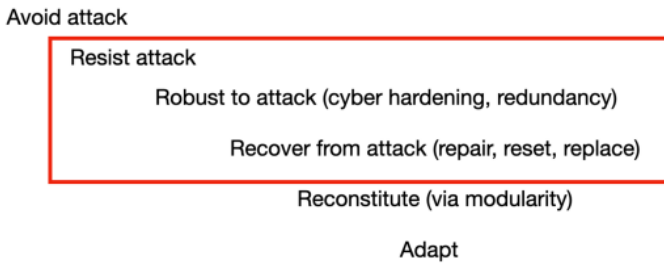 Avoid attack
Resist attack
Robust to attack (cyber hardening, redundancy)
Recover from attack (repair, reset, replace)
Reconstitute (via modularity)
Adapt